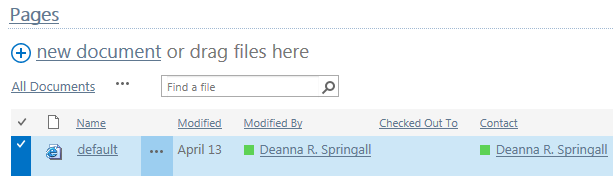 Pages
new document or drag files here
All Documents ••• Find a file
Name Modified Modified By Checked Out To Contact
default ••• April 13 Deanna R. Springall Deanna R. Springall